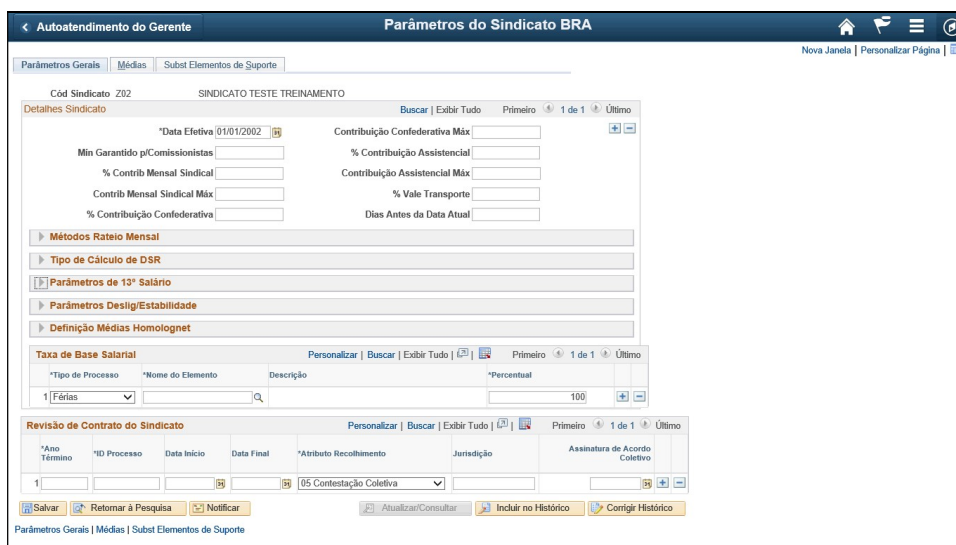 Autoatendimento do Gerente
Parâmetros do Sindicato BRA
Nova Janela | Personalizar Página |
Parâmetros Gerais Médias Subst Elementos de Suporte
Cód Sindicato Z02 SINDICATO TESTE TREINAMENTO
Detalhes Sindicato Buscar | Exibir Tudo Primeiro 1 de 1 Último
*Data Efetiva 01/01/2002 Contribuição Confederativa Máx
Min Garantido p/Comissionistas % Contribuição Assistencial
% Contrib Mensal Sindical Contribuição Assistencial Máx
Contrib Mensal Sindical Máx % Vale Transporte
% Contribuição Confederativa Dias Antes da Data Atual
Métodos Rateio Mensal
Tipo de Cálculo de DSR
Parâmetros de 13º Salário
Parâmetros Deslig/Estabilidade
Definição Médias Homolognet
Taxa de Base Salarial Personalizar | Buscar | Exibir Tudo | | Primeiro 1 de 1 Último
*Tipo de Processo *Nome do Elemento Descrição *Percentual
1 Férias 100
Revisão de Contrato do Sindicato Personalizar | Buscar | Exibir Tudo | | Primeiro 1 de 1 Último
*Ano Término *ID Processo Data Início Data Final *Atributo Recolhimento Jurisdição Assinatura de Acordo Coletivo
1 05 Contestação Coletiva
Salvar Retornar à Pesquisa Notificar Atualizar/Consultar Incluir no Histórico Corrigir Histórico
Parâmetros Gerais | Médias | Subst Elementos de Suporte